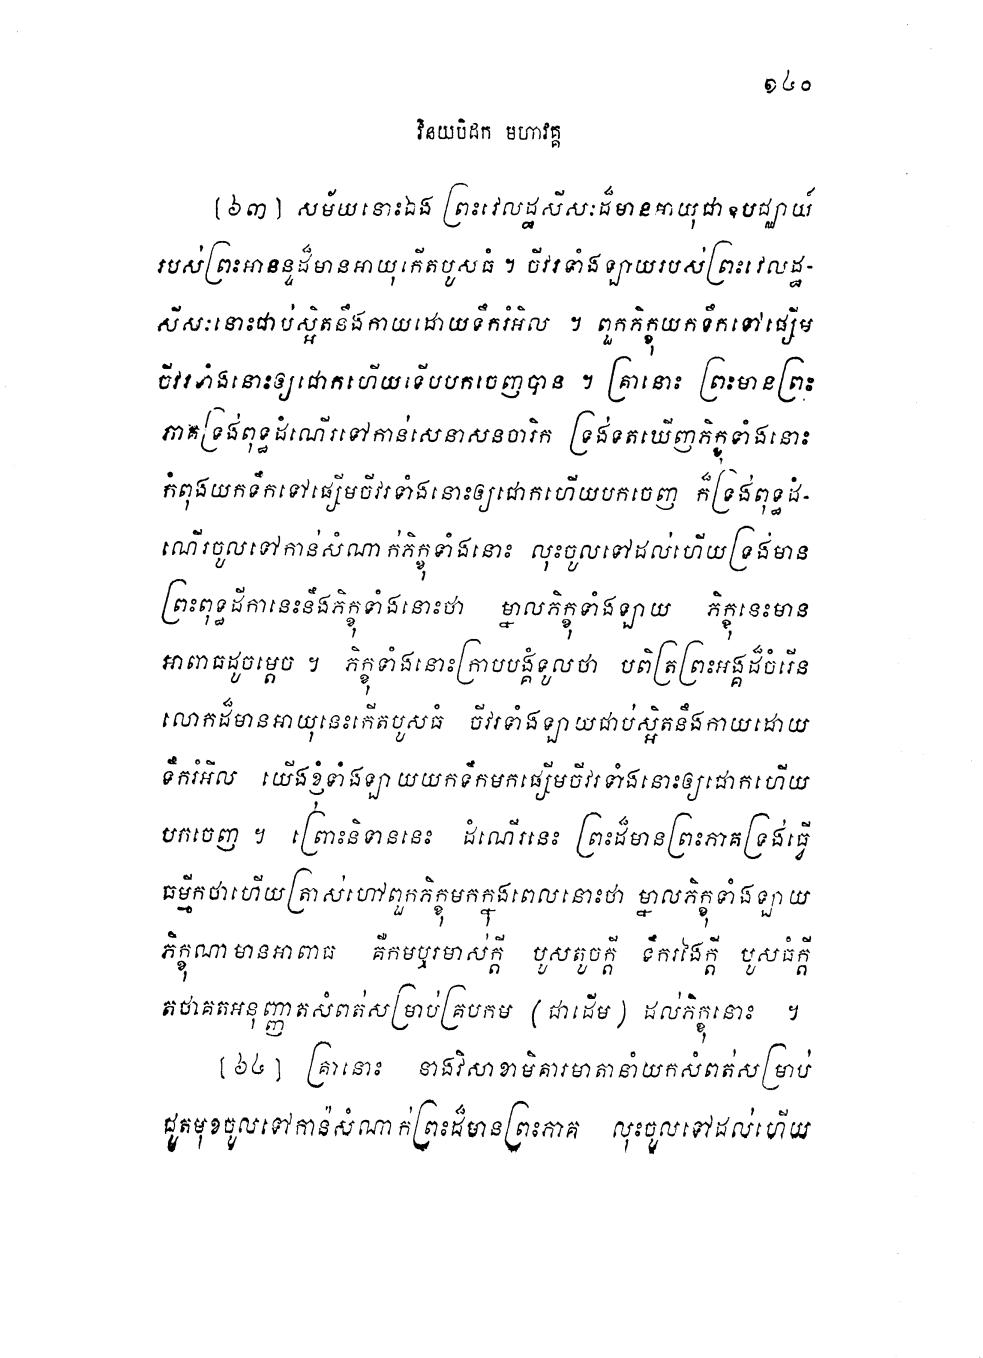 ១៤០
វិនយបិដក មហាវគ្គ
[៦៣] សម័យនោះឯង ព្រះវេលដ្ឋសីសៈដ៏មានអាយុជាឧបជ្ឈាយ៍
របស់ព្រះអានន្ទដ៏មានអាយុកើតបូសធំ ។ ចីវរទាំងឡាយរបស់ព្រះវេលដ្ឋ-
សីសៈនោះជាប់ស្អិតនឹងកាយដោយទឹករំអិល ។ ពួកភិក្ខុយកទឹកទៅផ្សើម
ចីវរទាំងនោះឲ្យជោកហើយទើបបកចេញបាន ។ គ្រានោះ ព្រះមានព្រះ
ភាគទ្រង់ពុទ្ធដំណើរទៅកាន់សេនាសនចារិក ទ្រង់ទតឃើញភិក្ខុទាំងនោះ
កំពុងយកទឹកទៅផ្សើមចីវរទាំងនោះឲ្យជោកហើយបកចេញ ក៏ទ្រង់ពុទ្ធដំ-
ណើរចូលទៅកាន់សំណាក់ភិក្ខុទាំងនោះ លុះចូលទៅដល់ហើយទ្រង់មាន
ព្រះពុទ្ធដីកានេះនឹងភិក្ខុទាំងនោះថា ម្នាលភិក្ខុទាំងឡាយ ភិក្ខុនេះមាន
អាពាធដូចម្តេច ។ ភិក្ខុទាំងនោះក្រាបបង្គំទូលថា បពិត្រព្រះអង្គដ៏ចំរើន
លោកដ៏មានអាយុនេះកើតបូសធំ ចីវរទាំងឡាយជាប់ស្អិតនឹងកាយដោយ
ទឹករំអិល យើងខ្ញុំទាំងឡាយយកទឹកមកផ្សើមចីវរទាំងនោះឲ្យជោកហើយ
បកចេញ ។ ព្រោះនិទាននេះ ដំណើរនេះ ព្រះដ៏មានព្រះភាគទ្រង់ធ្វើ
ធម្មីកថាហើយត្រាស់ហៅពួកភិក្ខុមកក្នុងពេលនោះថា ម្នាលភិក្ខុទាំងឡាយ
ភិក្ខុណាមានអាពាធ គឺកមឬរមាស់ក្តី បូសតូចក្តី ទឹករងៃក្តី បូសធំក្តី
តថាគតអនុញ្ញាតសំពត់សម្រាប់គ្របកម (ជាដើម) ដល់ភិក្ខុនោះ ។
[៦៤] គ្រានោះ នាងវិសាខាមិគារមាតានាំយកសំពត់សម្រាប់
ជូតមុខចូលទៅកាន់សំណាក់ព្រះដ៏មានព្រះភាគ លុះចូលទៅដល់ហើយ